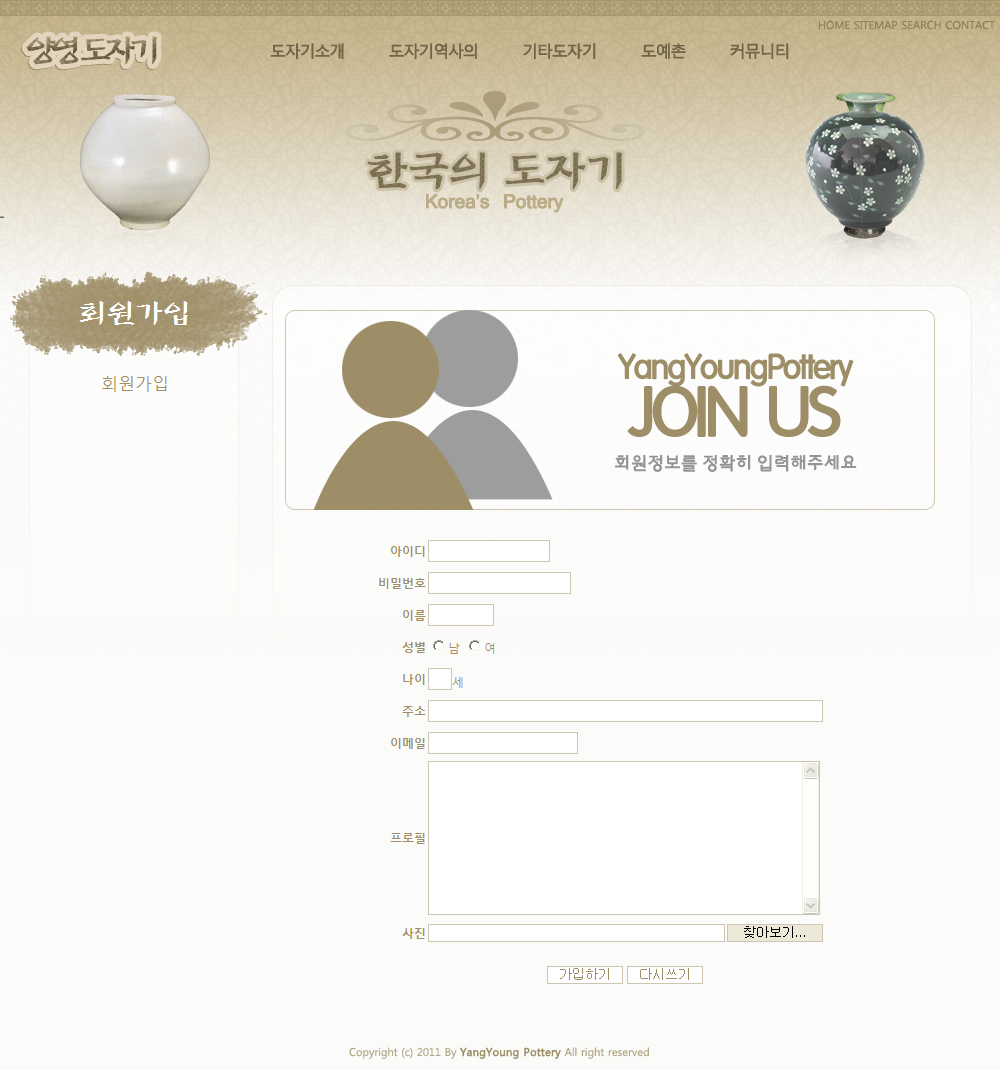 HOME SITEMAP SEARCH CONTACT
양영도자기
도자기소개 도자기역사의 기타도자기 도예촌 커뮤니티
한국의 도자기
Korea's Pottery
회원가입
회원가입
YangYoungPottery
JOIN US
회원정보를 정확히 입력해주세요
아이디
비밀번호
이름
성별 남 여
나이 세
주소
이메일
프로필
사진 찾아보기...
가입하기 다시쓰기
Copyright (c) 2011 By YangYoung Pottery All right reserved